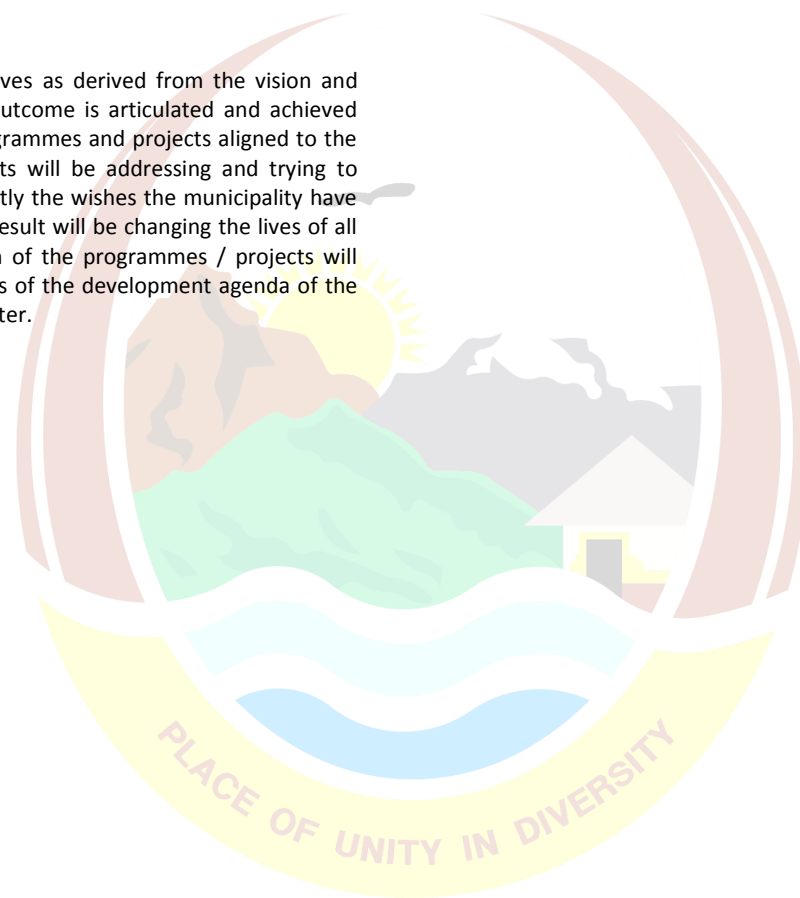 ves as derived from the vision and
utcome is articulated and achieved
grammes and projects aligned to the
ts will be addressing and trying to
tly the wishes the municipality have
esult will be changing the lives of all
of the programmes / projects will
s of the development agenda of the
ter.
PLACE OF UNITY IN DIVERSITY